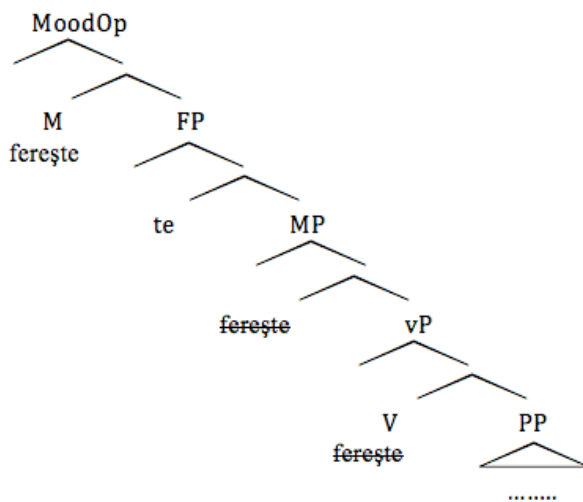 MoodOp
M FP
fereşte
te MP
fereşte vP
V PP
fereşte
........